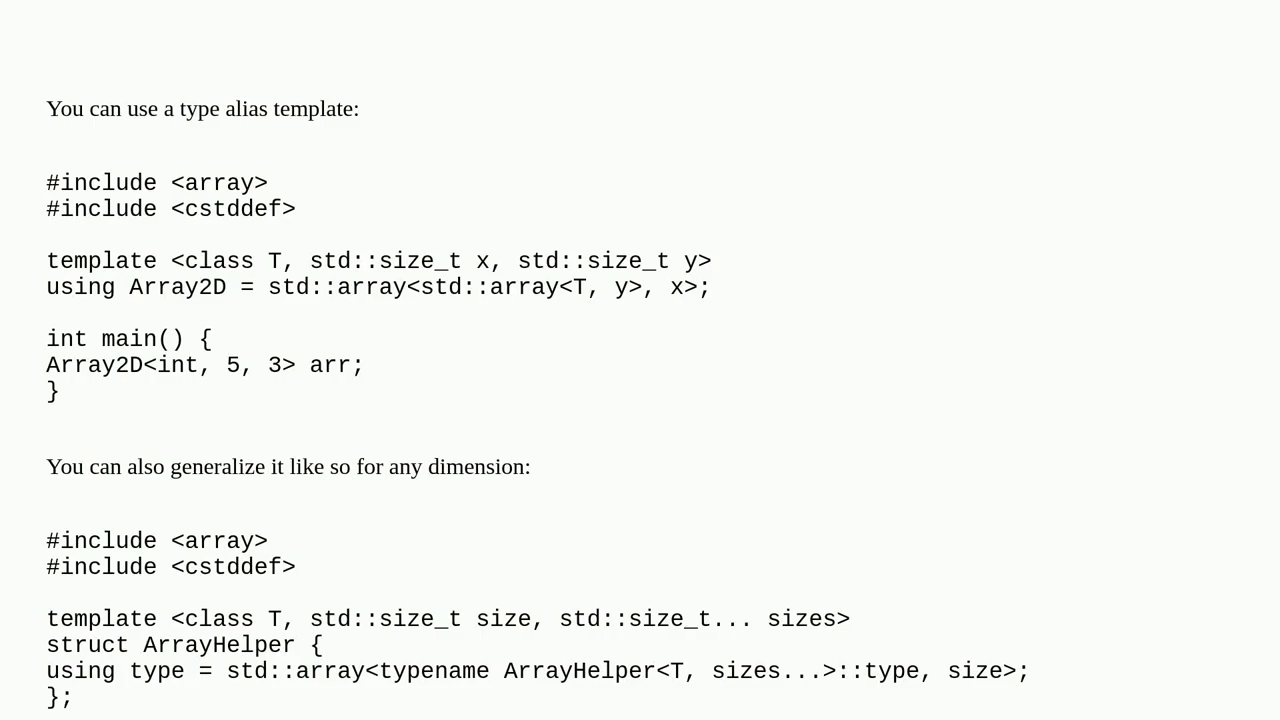 You can use a type alias template:
#include <array>
#include <cstddef>
template <class T, std::size_t x, std::size_t y>
using Array2D = std::array<std::array<T, y>, x>;
int main() {
Array2D<int, 5, 3> arr;
}
You can also generalize it like so for any dimension:
#include <array>
#include <cstddef>
template <class T, std::size_t size, std::size_t... sizes>
struct ArrayHelper {
using type = std::array<typename ArrayHelper<T, sizes...>::type, size>;
};